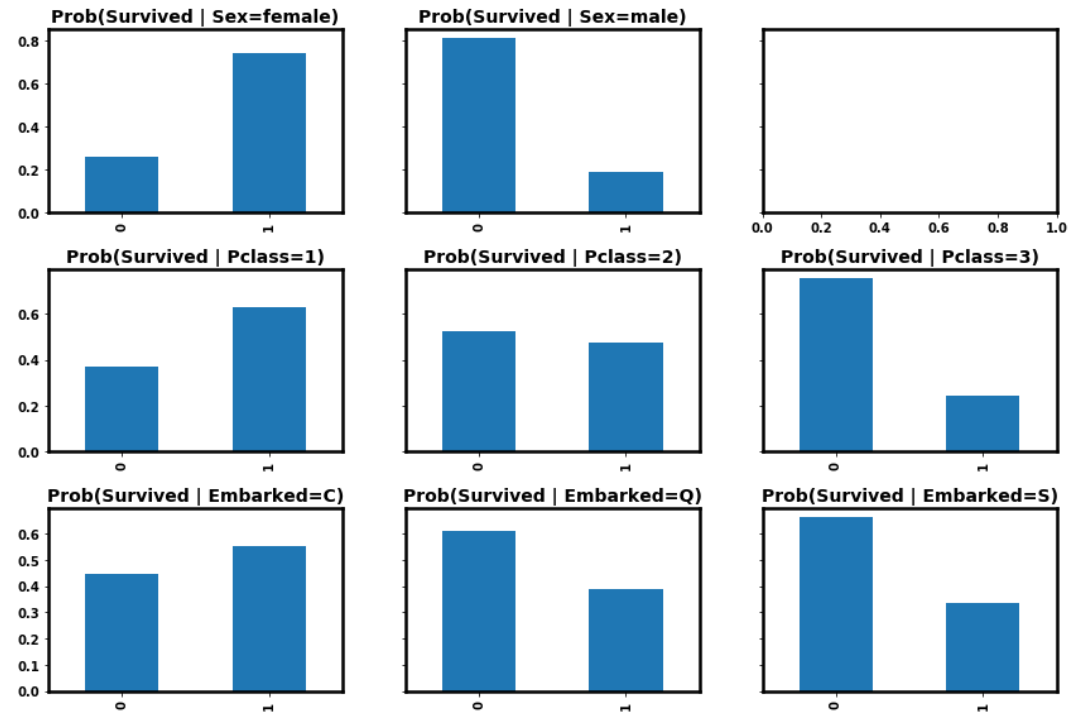 Prob(Survived | Sex=female) Prob(Survived | Sex=male)
0.8
0.6
0.4
0.2
0.0
0 1 0 1 0.0 0.2 0.4 0.6 0.8 1.0
Prob(Survived | Pclass=1) Prob(Survived | Pclass=2) Prob(Survived | Pclass=3)
0.6
0.4
0.2
0.0
0 1 0 1 0 1
Prob(Survived | Embarked=C) Prob(Survived | Embarked=Q) Prob(Survived | Embarked=S)
0.6
0.5
0.4
0.3
0.2
0.1
0.0
0 1 0 1 0 1